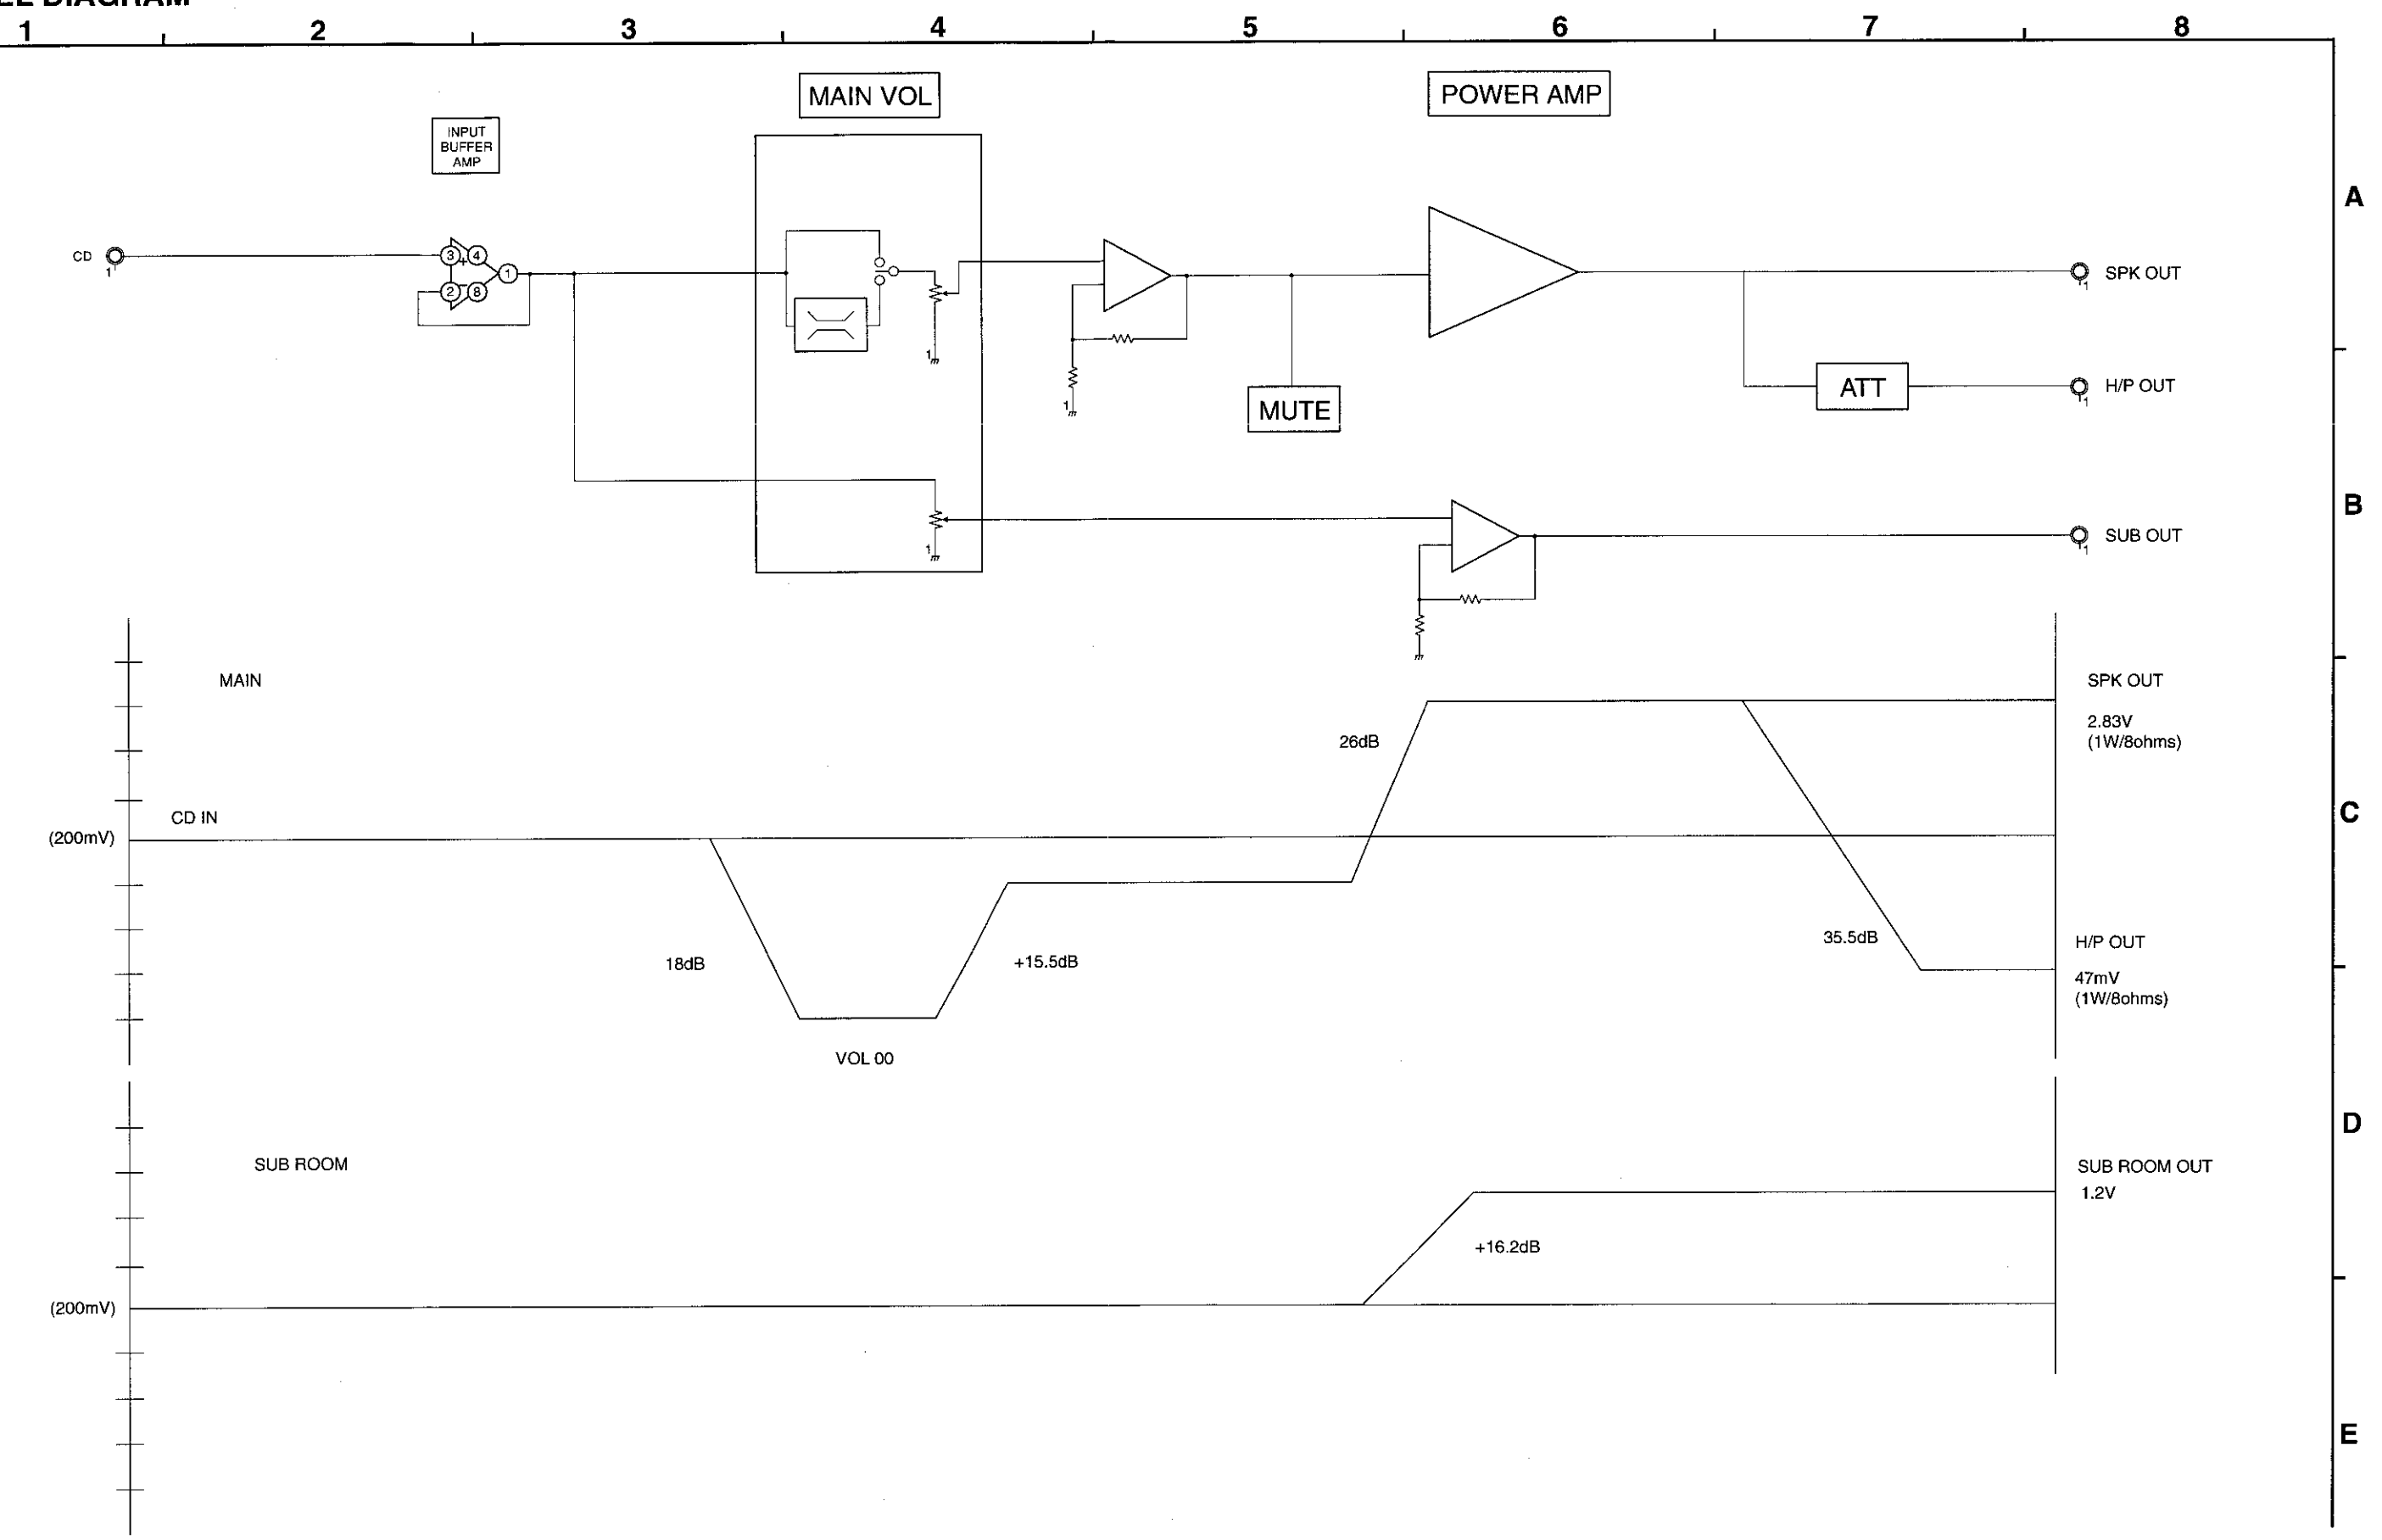 DIAGRAM
1 2 3 4 5 6 7 8
MAIN VOL
POWER AMP
INPUT
BUFFER
AMP
A
CD
1
3
4
+
1
2
8
SPK OUT
1
1
ATT
H/P OUT
1
1
MUTE
B
1
SUB OUT
1
MAIN
SPK OUT
2.83V
(1W/8ohms)
26dB
CD IN
C
(200mV)
18dB
+15.5dB
35.5dB
H/P OUT
47mV
(1W/8ohms)
VOL 00
D
SUB ROOM
SUB ROOM OUT
1.2V
+16.2dB
(200mV)
E